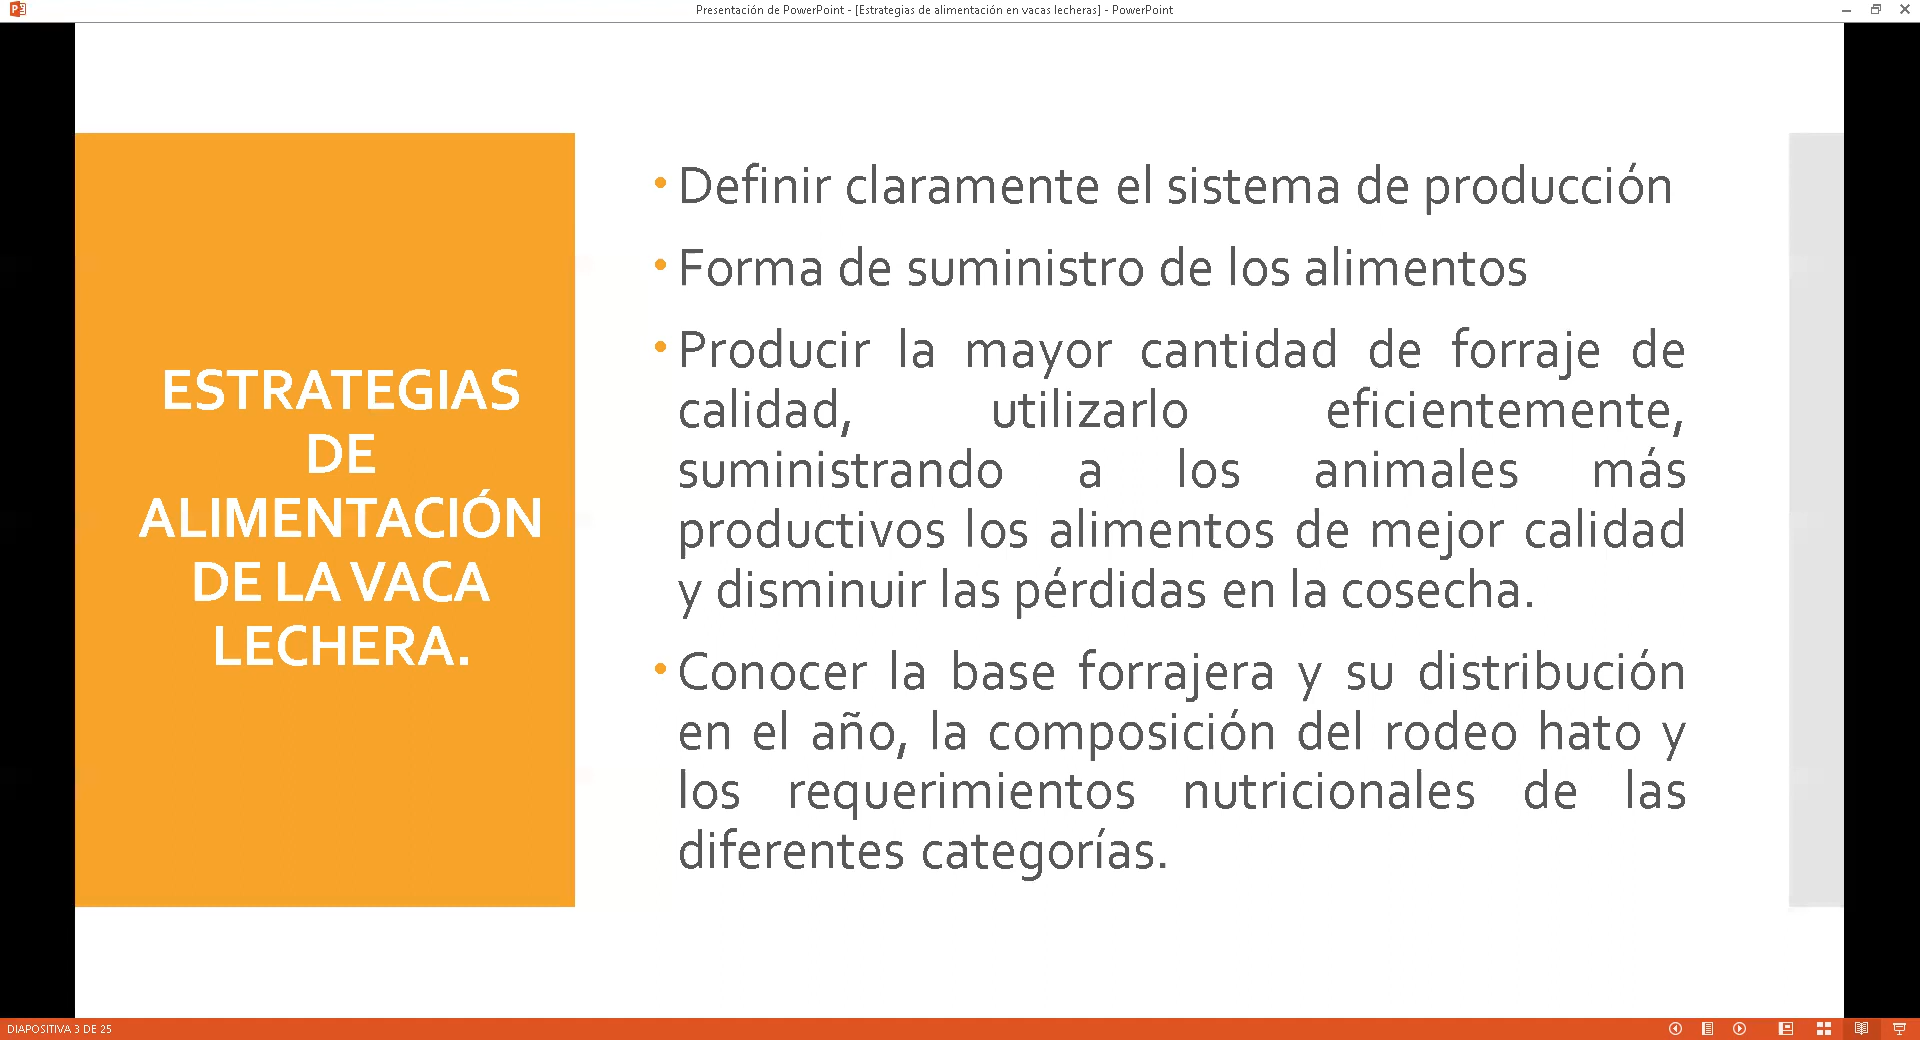 Presentación de PowerPoint - [Estrategias de alimentación en vacas lecheras] - PowerPoint
ESTRATEGIAS
DE
ALIMENTACIÓN
DE LA VACA
LECHERA.
• Definir claramente el sistema de producción
• Forma de suministro de los alimentos
• Producir la mayor cantidad de forraje de
calidad, utilizarlo eficientemente,
suministrando a los animales más
productivos los alimentos de mejor calidad
y disminuir las pérdidas en la cosecha.
• Conocer la base forrajera y su distribución
en el año, la composición del rodeo hato y
los requerimientos nutricionales de las
diferentes categorías.
DIAPOSITIVA 3 DE 25